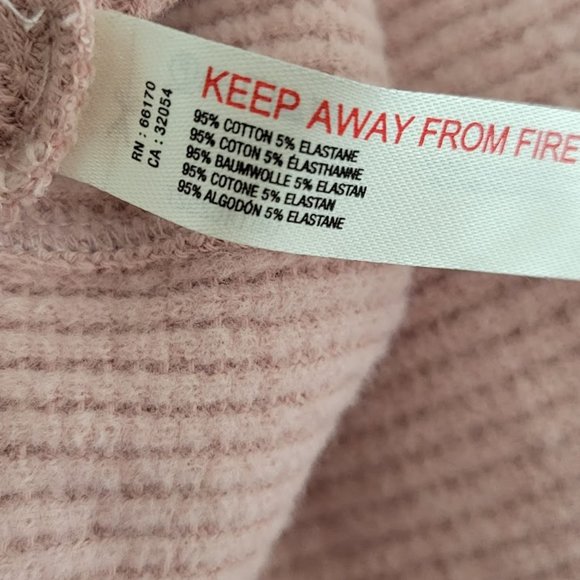 RN : 66170
CA : 32054
KEEP AWAY FROM FIRE
95% COTTON 5% ELASTANE
95% COTON 5% ÉLASTHANNE
95% BAUMWOLLE 5% ELASTAN
95% COTONE 5% ELASTAN
95% ALGODÓN 5% ELASTANE